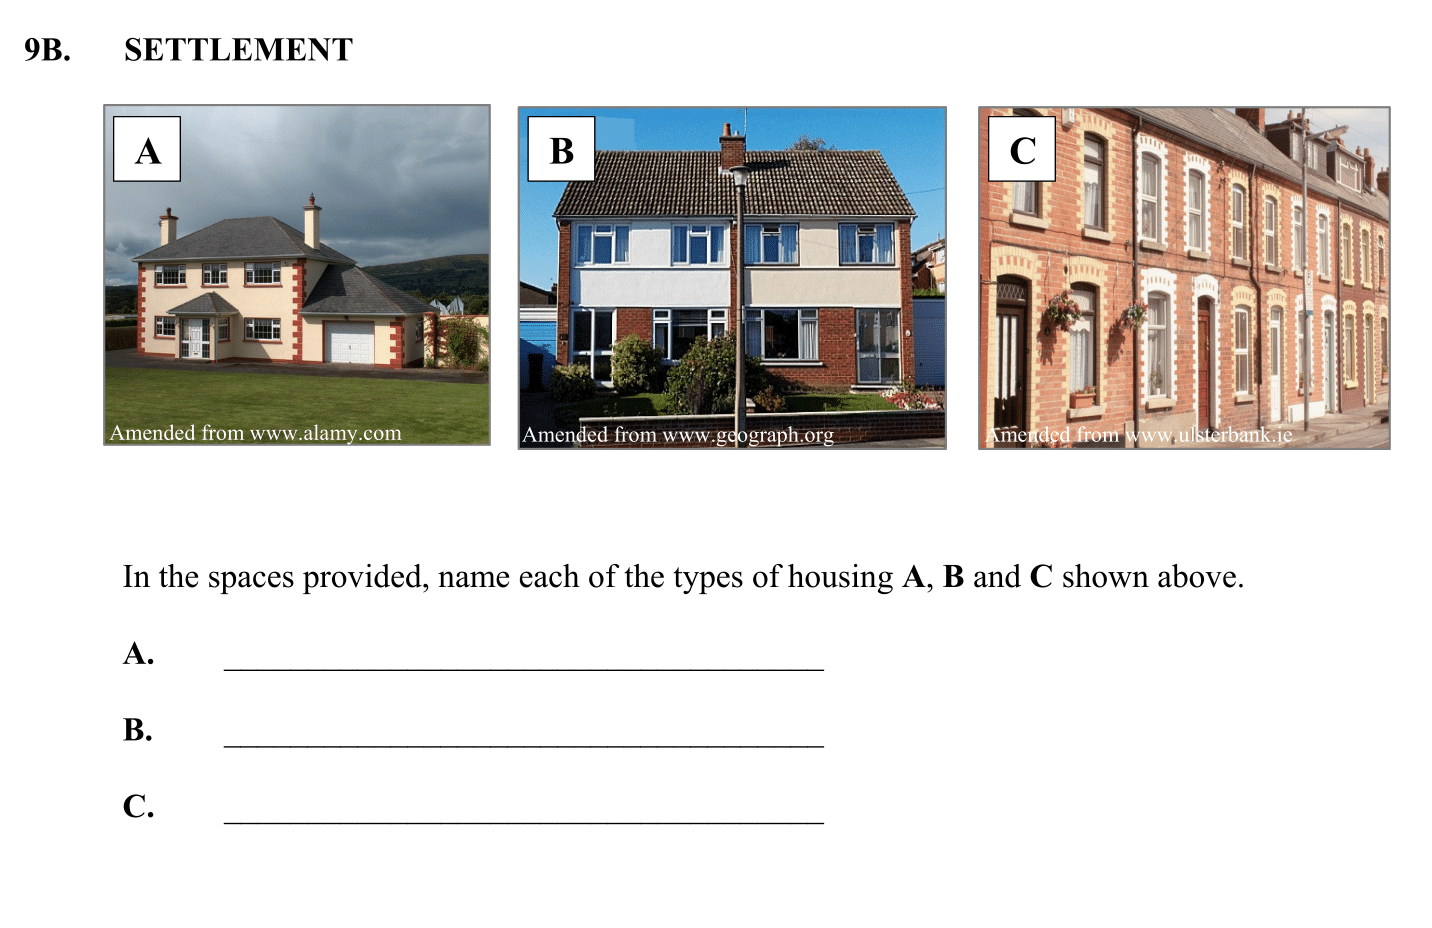 9B. SETTLEMENT
A
B
C
Amended from www.alamy.com
Amended from www.geograph.org
Amended from www.ulsterbank.ie
In the spaces provided, name each of the types of housing A, B and C shown above.
A. ____________________________________
B. ____________________________________
C. ____________________________________